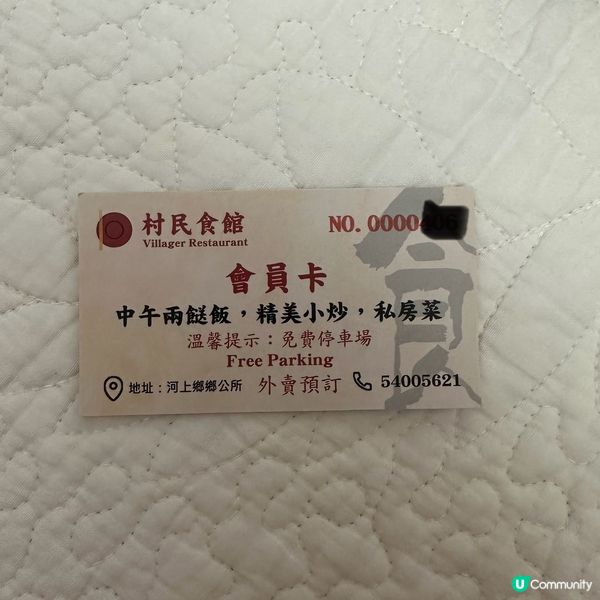 村民食館
Villager Restaurant
NO. 0000406
會員卡
中午兩餸飯，精美小炒，私房菜
溫馨提示：免費停車場
Free Parking
地址：河上鄉鄉公所 外賣預訂 54005621
食
U Community